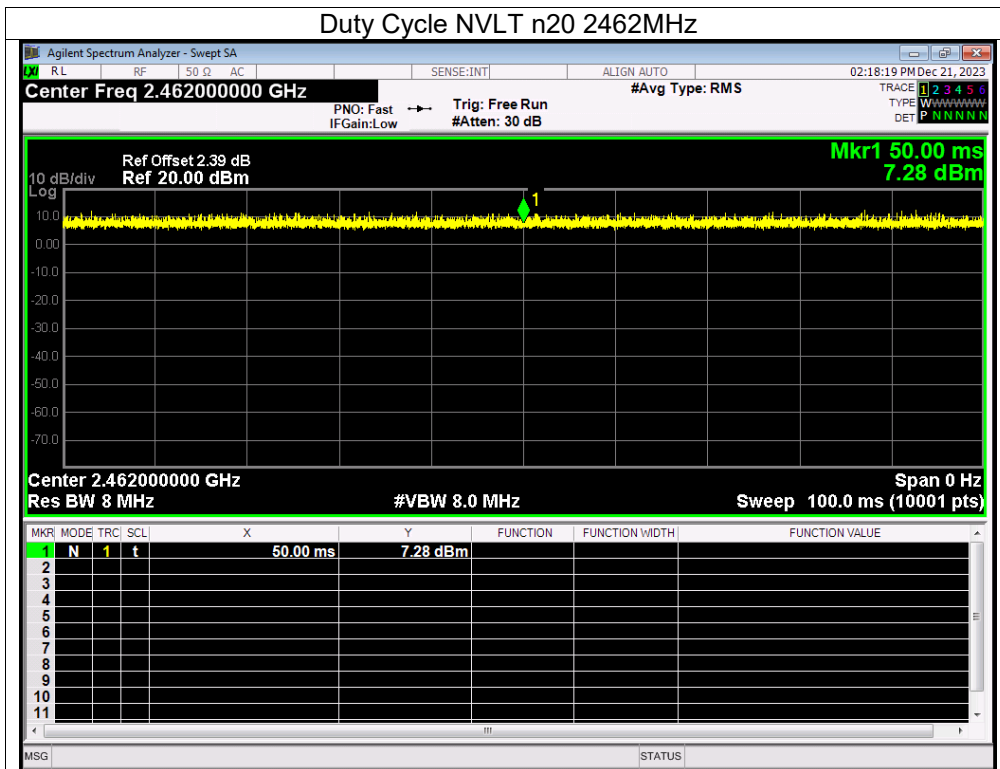 Duty Cycle NVLT n20 2462MHz
Agilent Spectrum Analyzer - Swept SA
LXI RL RF 50 Ω AC SENSE:INT ALIGN AUTO 02:18:19 PM Dec 21, 2023
Center Freq 2.462000000 GHz #Avg Type: RMS TRACE 1 2 3 4 5 6
PNO: Fast Trig: Free Run TYPE WWWWWWW
IFGain:Low #Atten: 30 dB DET P N N N N N
Mkr1 50.00 ms
7.28 dBm
Ref Offset 2.39 dB
10 dB/div Ref 20.00 dBm
Log
1
10.0
0.00
-10.0
-20.0
-30.0
-40.0
-50.0
-60.0
-70.0
Center 2.462000000 GHz Span 0 Hz
Res BW 8 MHz #VBW 8.0 MHz Sweep 100.0 ms (10001 pts)
MKR MODE TRC SCL X Y FUNCTION FUNCTION WIDTH FUNCTION VALUE
1 N 1 t 50.00 ms 7.28 dBm
2
3
4
5
6
7
8
9
10
11
MSG STATUS